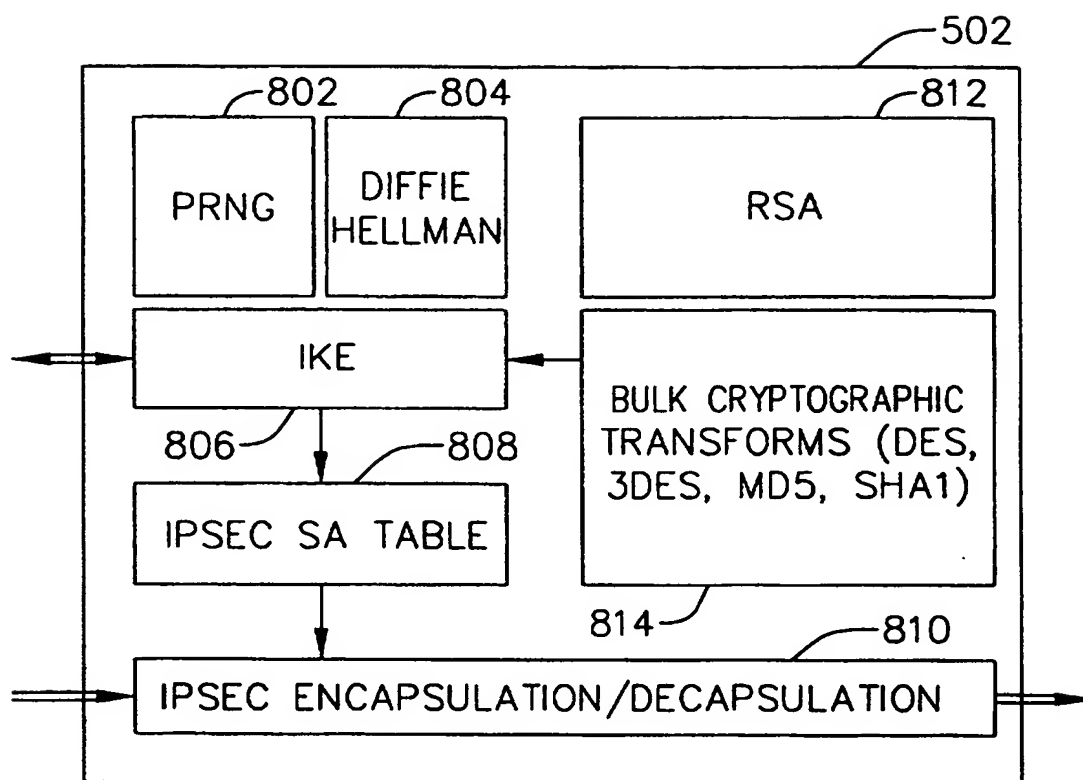 502
802
804
812
PRNG
DIFFIE
HELLMAN
RSA
IKE
806
808
BULK CRYPTOGRAPHIC
TRANSFORMS (DES,
3DES, MD5, SHA1)
IPSEC SA TABLE
814
810
IPSEC ENCAPSULATION/DECAPSULATION